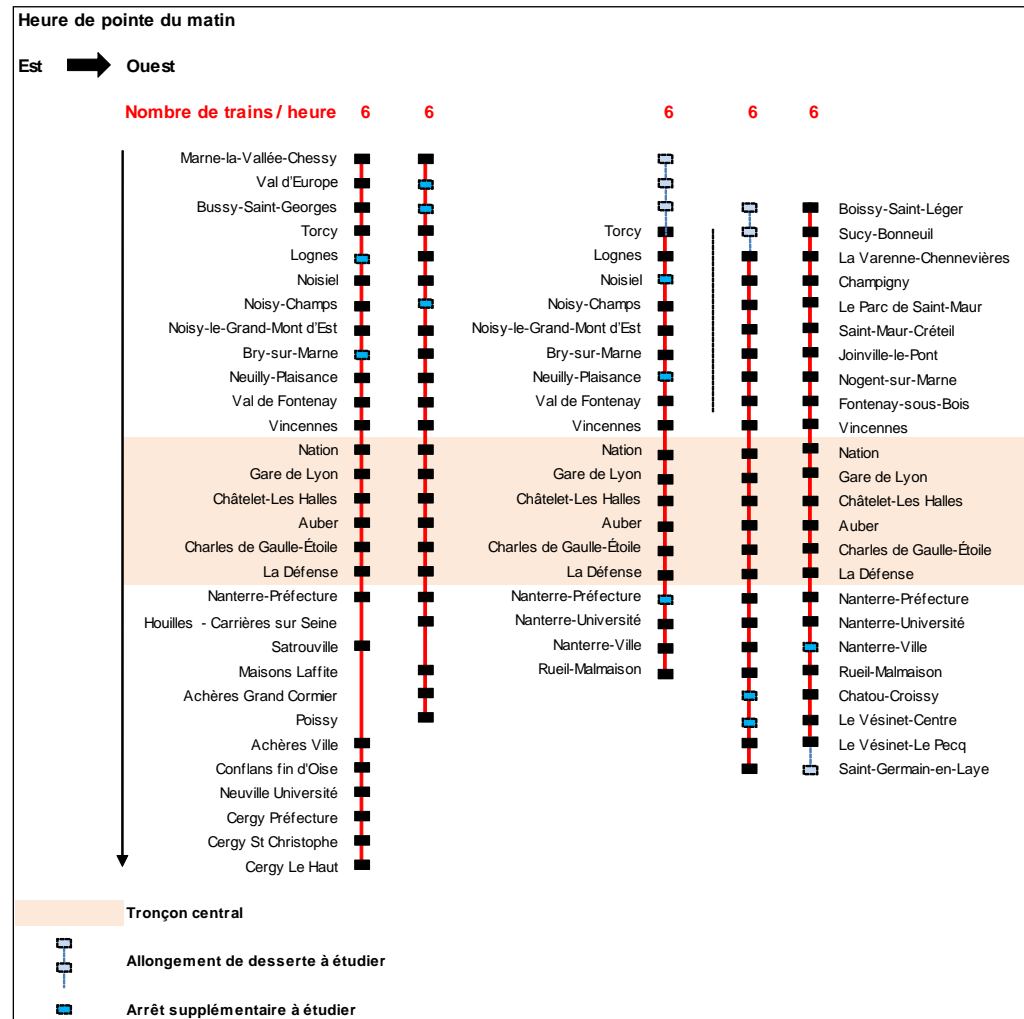 Heure de pointe du matin
Est Ouest
Nombre de trains / heure 6 6 6 6 6
Marne-la-Vallée-Chessy
Val d'Europe
Bussy-Saint-Georges
Torcy
Lognes
Noisiel
Noisy-Champs
Noisy-le-Grand-Mont d'Est
Bry-sur-Marne
Neuilly-Plaisance
Val de Fontenay
Vincennes
Nation
Gare de Lyon
Châtelet-Les Halles
Auber
Charles de Gaulle-Étoile
La Défense
Nanterre-Préfecture
Houilles - Carrières sur Seine
Satrouville
Maisons Laffite
Achères Grand Cormier
Poissy
Achères Ville
Conflans fin d'Oise
Neuville Université
Cergy Préfecture
Cergy St Christophe
Cergy Le Haut
Torcy
Lognes
Noisiel
Noisy-Champs
Noisy-le-Grand-Mont d'Est
Bry-sur-Marne
Neuilly-Plaisance
Val de Fontenay
Vincennes
Nation
Gare de Lyon
Châtelet-Les Halles
Auber
Charles de Gaulle-Étoile
La Défense
Nanterre-Préfecture
Nanterre-Université
Nanterre-Ville
Rueil-Malmaison
Boissy-Saint-Léger
Sucy-Bonneuil
La Varenne-Chennevières
Champigny
Le Parc de Saint-Maur
Saint-Maur-Créteil
Joinville-le-Pont
Nogent-sur-Marne
Fontenay-sous-Bois
Vincennes
Nation
Gare de Lyon
Châtelet-Les Halles
Auber
Charles de Gaulle-Étoile
La Défense
Nanterre-Préfecture
Nanterre-Université
Nanterre-Ville
Rueil-Malmaison
Chatou-Croissy
Le Vésinet-Centre
Le Vésinet-Le Pecq
Saint-Germain-en-Laye
Tronçon central
Allongement de desserte à étudier
Arrêt supplémentaire à étudier